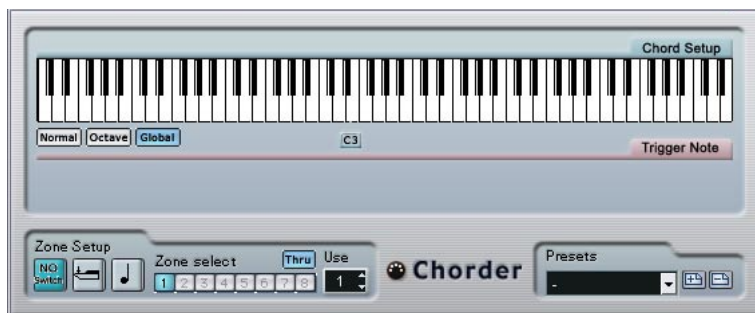 Chord Setup
Normal Octave Global
C3
Trigger Note
Zone Setup
NO Switch
Zone select Thru
1 2 3 4 5 6 7 8
Use
1
Chorder
Presets
-